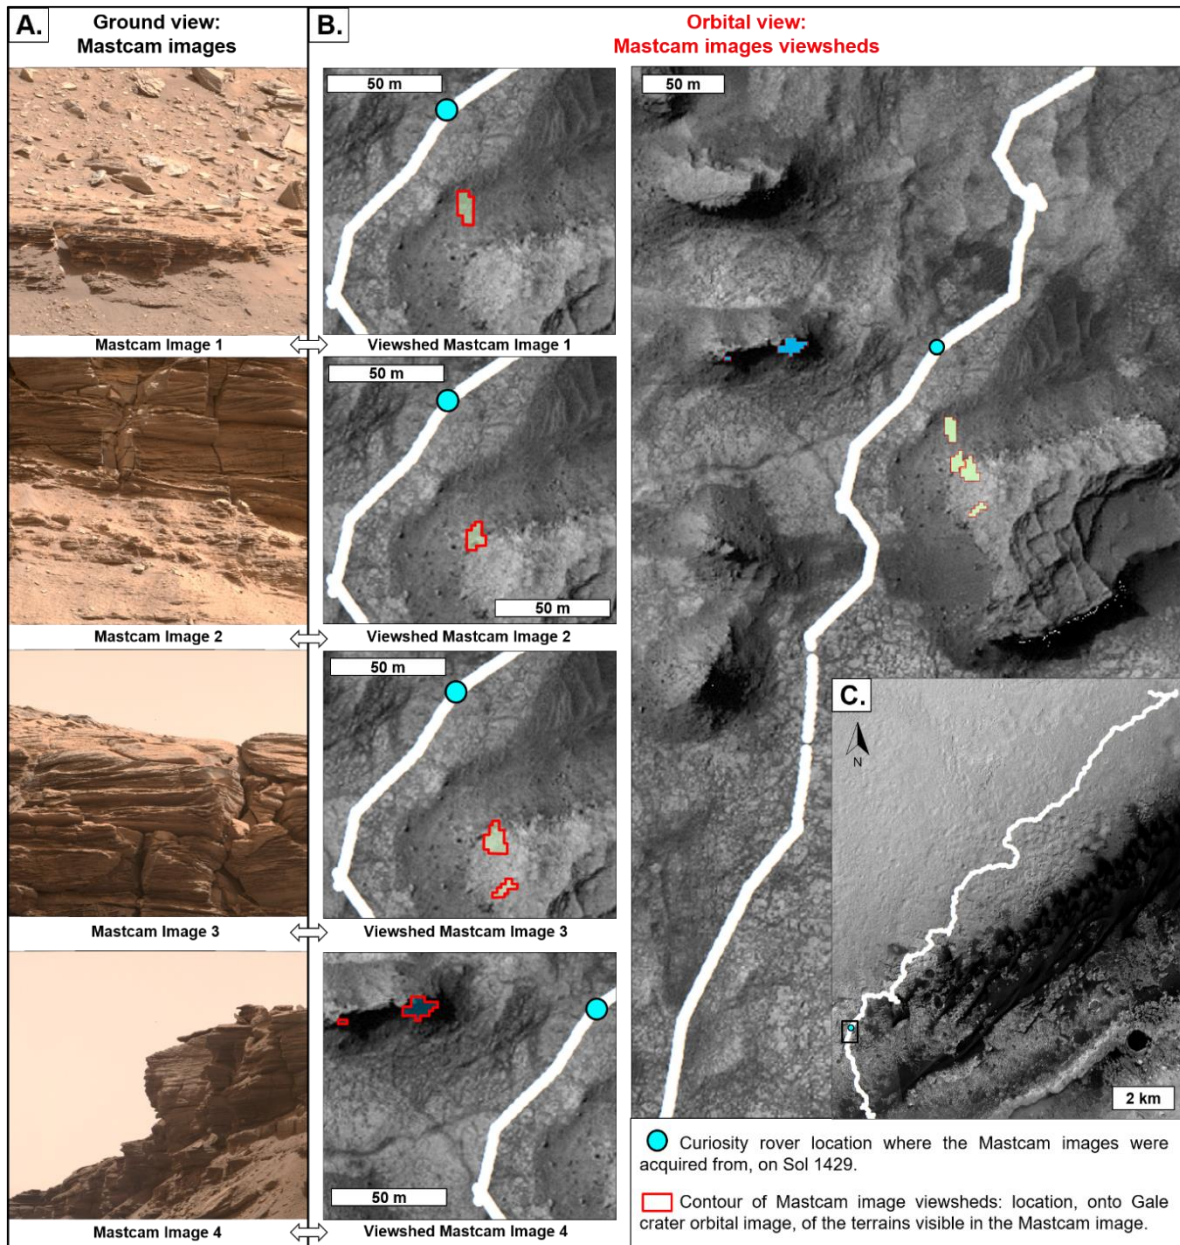 A.
Ground view:
Mastcam images
B.
Orbital view:
Mastcam images viewsheds
50 m
Mastcam Image 1
Viewshed Mastcam Image 1
50 m
Mastcam Image 2
50 m
Viewshed Mastcam Image 2
50 m
Mastcam Image 3
Viewshed Mastcam Image 3
Mastcam Image 4
50 m
Viewshed Mastcam Image 4
50 m
C.
N
2 km
Curiosity rover location where the Mastcam images were
acquired from, on Sol 1429.
Contour of Mastcam image viewsheds: location, onto Gale
crater orbital image, of the terrains visible in the Mastcam image.